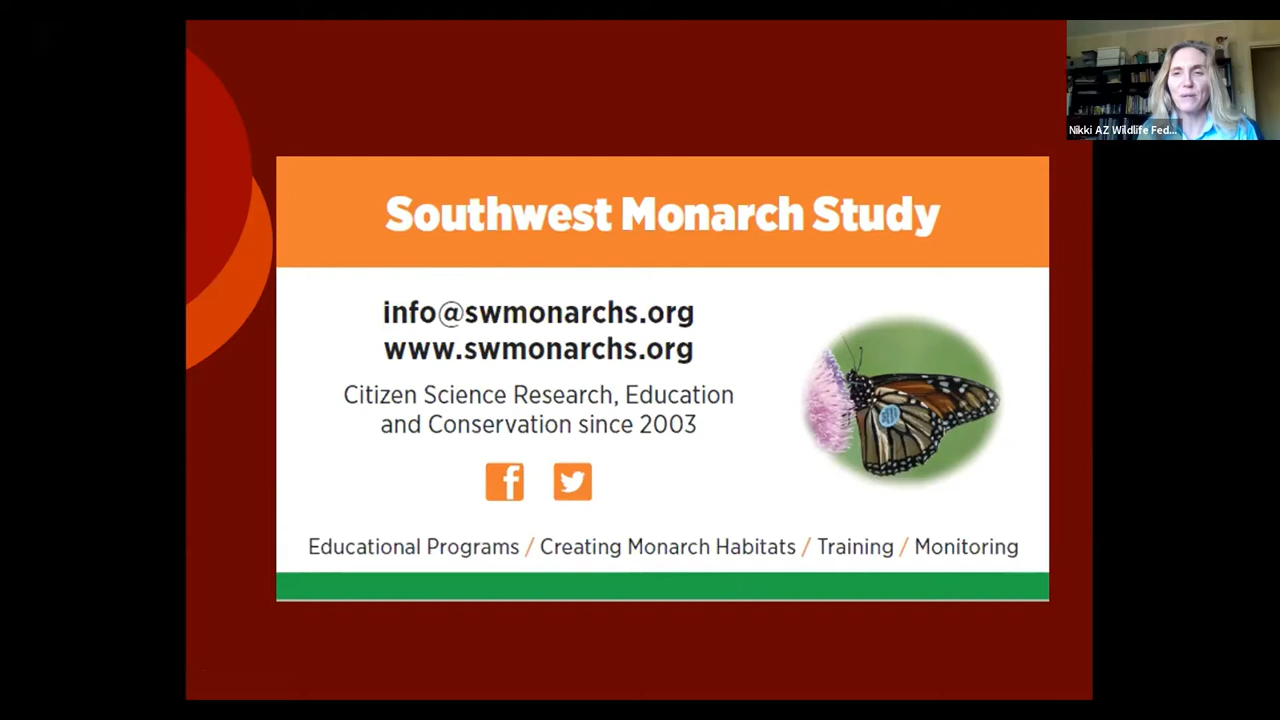 Nikki AZ Wildlife Fed...
Southwest Monarch Study
info@swmonarchs.org
www.swmonarchs.org
Citizen Science Research, Education
and Conservation since 2003
Educational Programs / Creating Monarch Habitats / Training / Monitoring